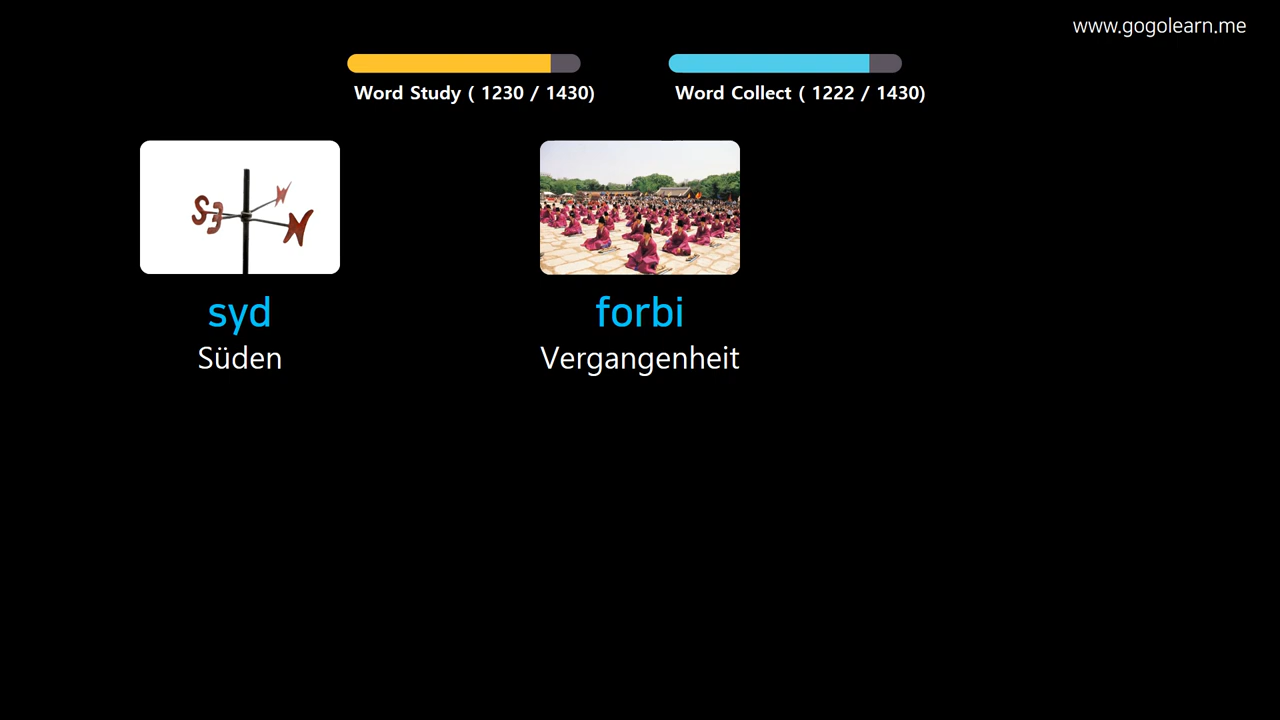 www.gogolearn.me
Word Study ( 1230 / 1430)
Word Collect ( 1222 / 1430)
S
syd
Süden
forbi
Vergangenheit